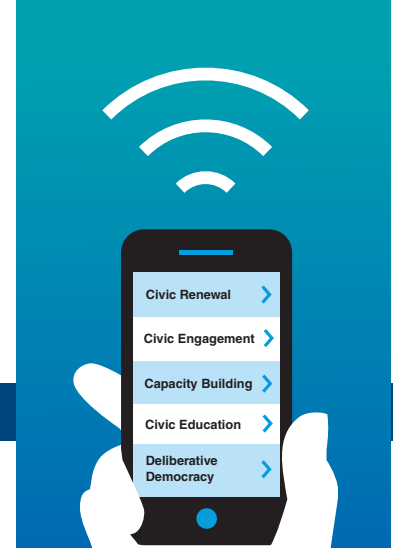 Civic Renewal
Civic Engagement
Capacity Building
Civic Education
Deliberative
Democracy